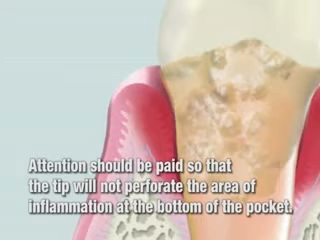 Attention should be paid so that
the tip will not perforate the area of
inflammation at the bottom of the pocket.